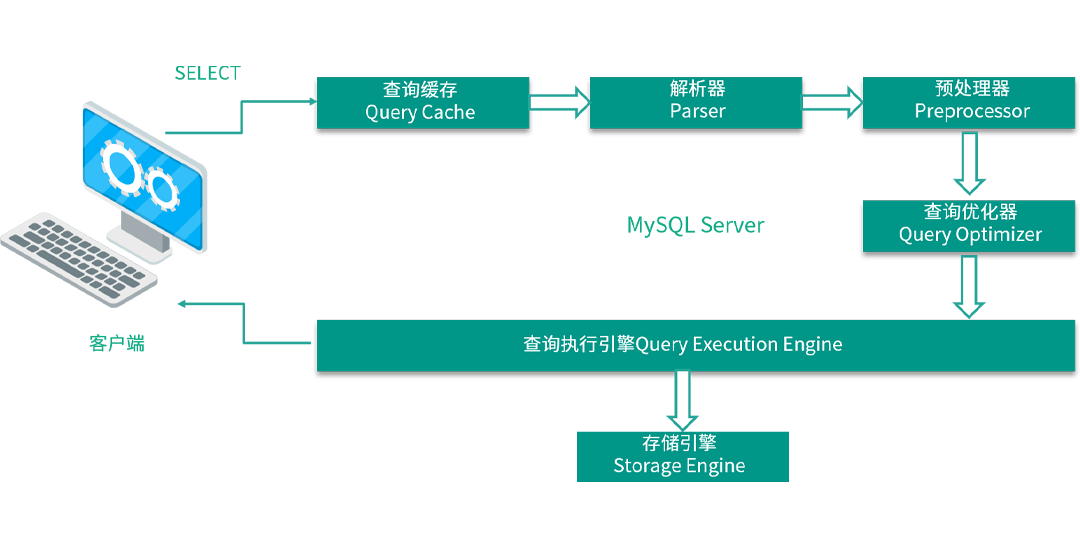 SELECT
查询缓存
Query Cache
解析器
Parser
预处理器
Preprocessor
MySQL Server
查询优化器
Query Optimizer
客户端
查询执行引擎Query Execution Engine
存储引擎
Storage Engine